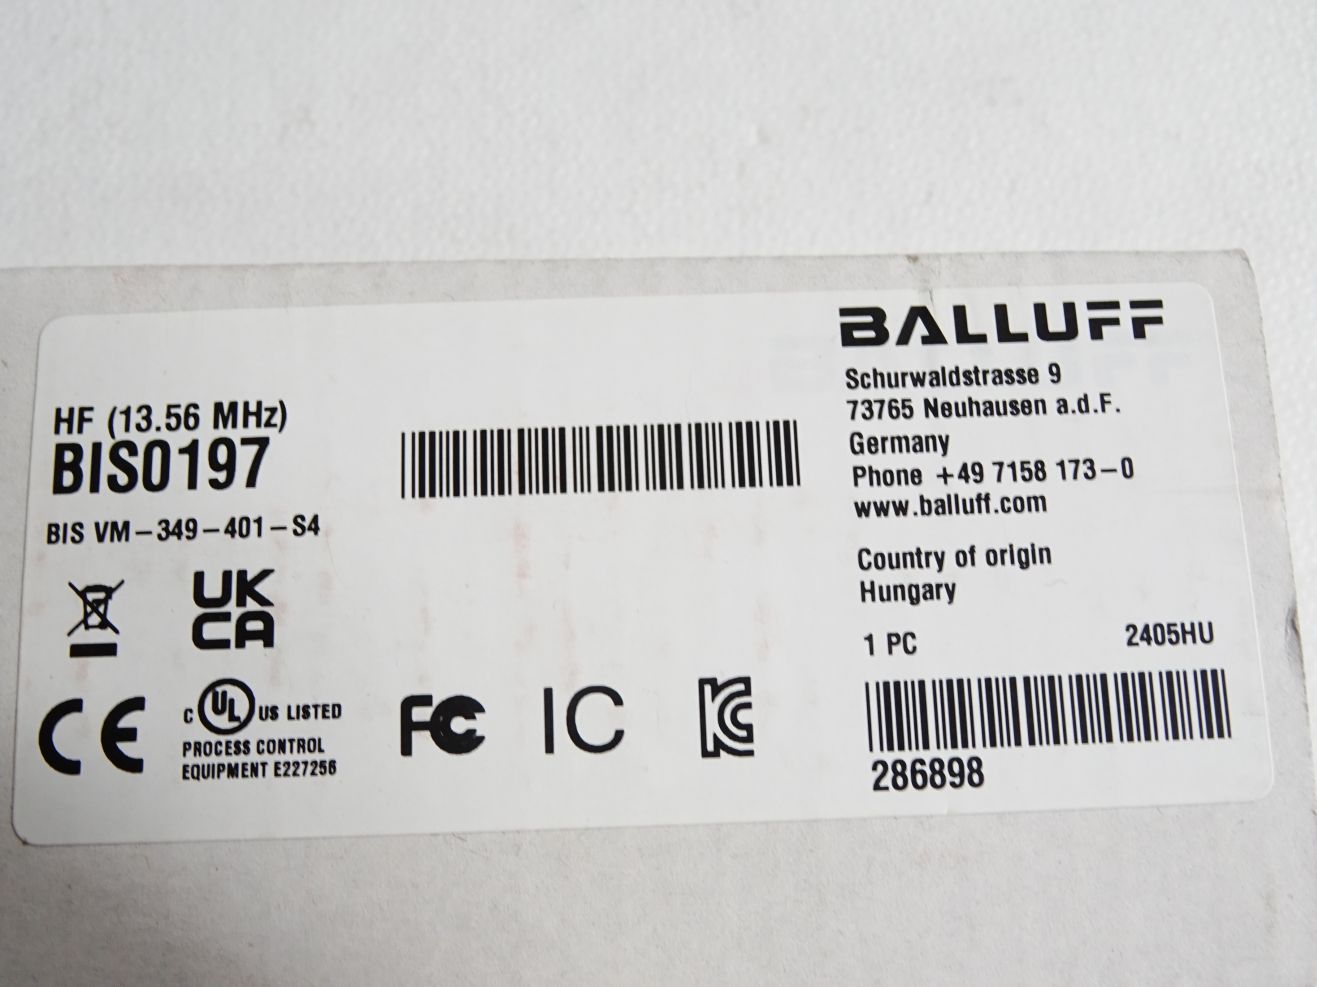 BALLUFF
Schurwaldstrasse 9
73765 Neuhausen a.d.F.
Germany
Phone +49 7158 173-0
www.balluff.com
Country of origin
Hungary
1 PC
2405HU
286898
HF (13.56 MHz)
BIS0197
BIS VM-349-401-S4
UK
CA
CE
C UL US LISTED
PROCESS CONTROL
EQUIPMENT E227256
FC
IC
KC